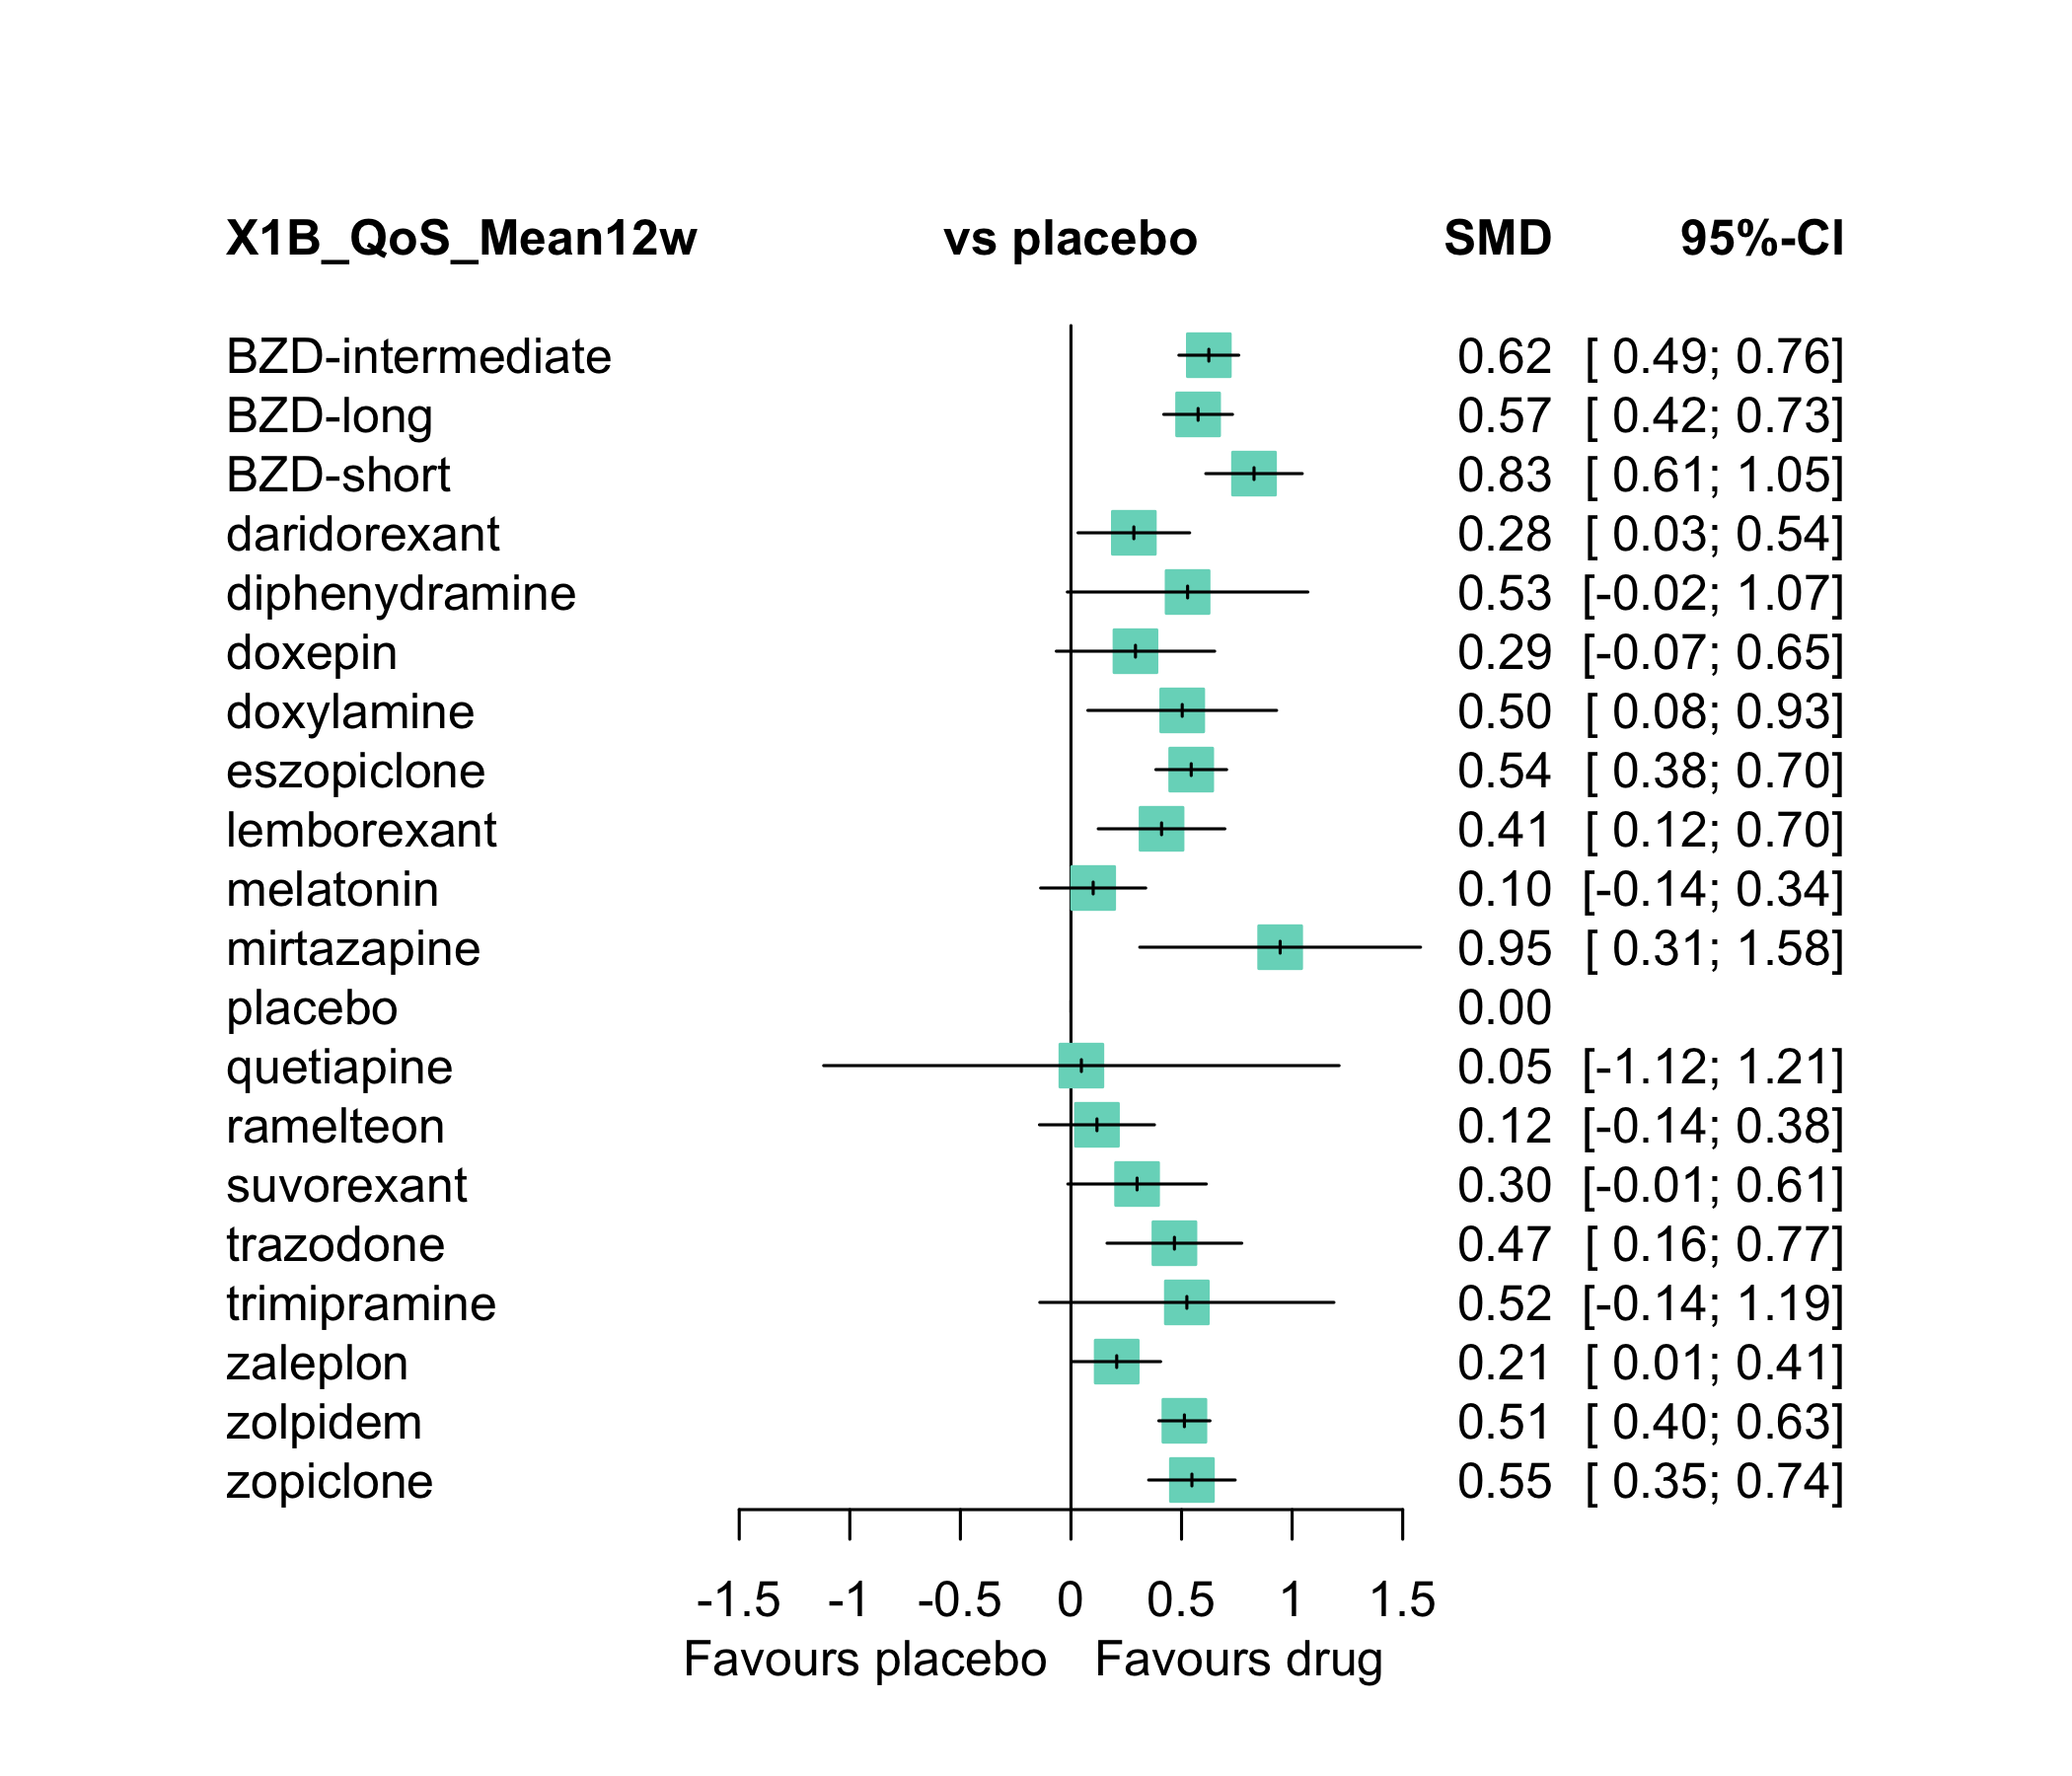 X1B_QoS_Mean12w vs placebo SMD 95%-CI
BZD-intermediate 0.62 [ 0.49; 0.76]
BZD-long 0.57 [ 0.42; 0.73]
BZD-short 0.83 [ 0.61; 1.05]
daridorexant 0.28 [ 0.03; 0.54]
diphenydramine 0.53 [-0.02; 1.07]
doxepin 0.29 [-0.07; 0.65]
doxylamine 0.50 [ 0.08; 0.93]
eszopiclone 0.54 [ 0.38; 0.70]
lemborexant 0.41 [ 0.12; 0.70]
melatonin 0.10 [-0.14; 0.34]
mirtazapine 0.95 [ 0.31; 1.58]
placebo 0.00
quetiapine 0.05 [-1.12; 1.21]
ramelteon 0.12 [-0.14; 0.38]
suvorexant 0.30 [-0.01; 0.61]
trazodone 0.47 [ 0.16; 0.77]
trimipramine 0.52 [-0.14; 1.19]
zaleplon 0.21 [ 0.01; 0.41]
zolpidem 0.51 [ 0.40; 0.63]
zopiclone 0.55 [ 0.35; 0.74]
-1.5 -1 -0.5 0 0.5 1 1.5
Favours placebo Favours drug